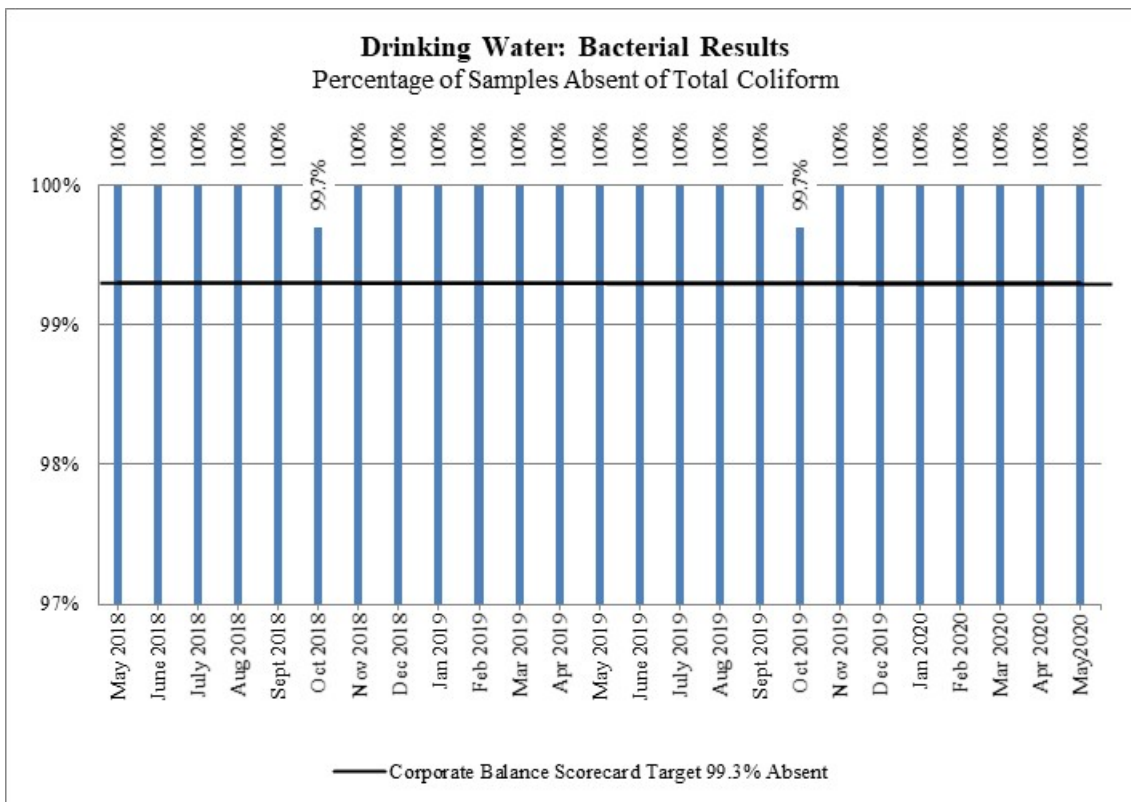 Drinking Water: Bacterial Results
Percentage of Samples Absent of Total Coliform
100% 100% 100% 100% 100% 99.7% 100% 100% 100% 100% 100% 100% 100% 100% 100% 100% 100% 99.7% 100% 100% 100% 100% 100% 100% 100%
100%
99%
98%
97%
May 2018
June 2018
July 2018
Aug 2018
Sept 2018
Oct 2018
Nov 2018
Dec 2018
Jan 2019
Feb 2019
Mar 2019
Apr 2019
May 2019
June 2019
July 2019
Aug 2019
Sept 2019
Oct 2019
Nov 2019
Dec 2019
Jan 2020
Feb 2020
Mar 2020
Apr 2020
May2020
Corporate Balance Scorecard Target 99.3% Absent